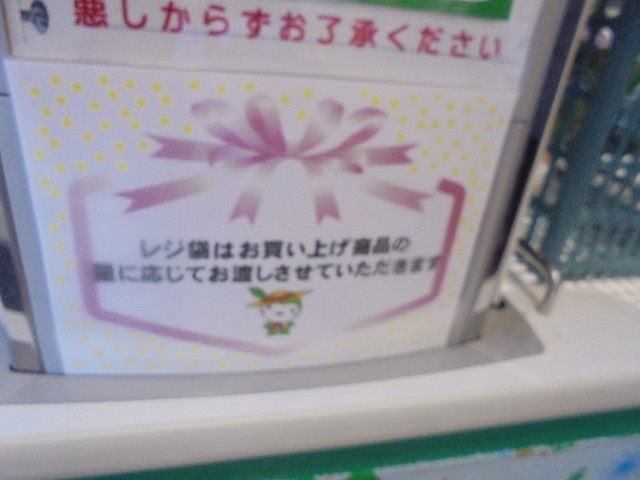 悪しからずお了承ください
レジ袋はお買い上げ商品の
量に応じてお渡しさせていただきます